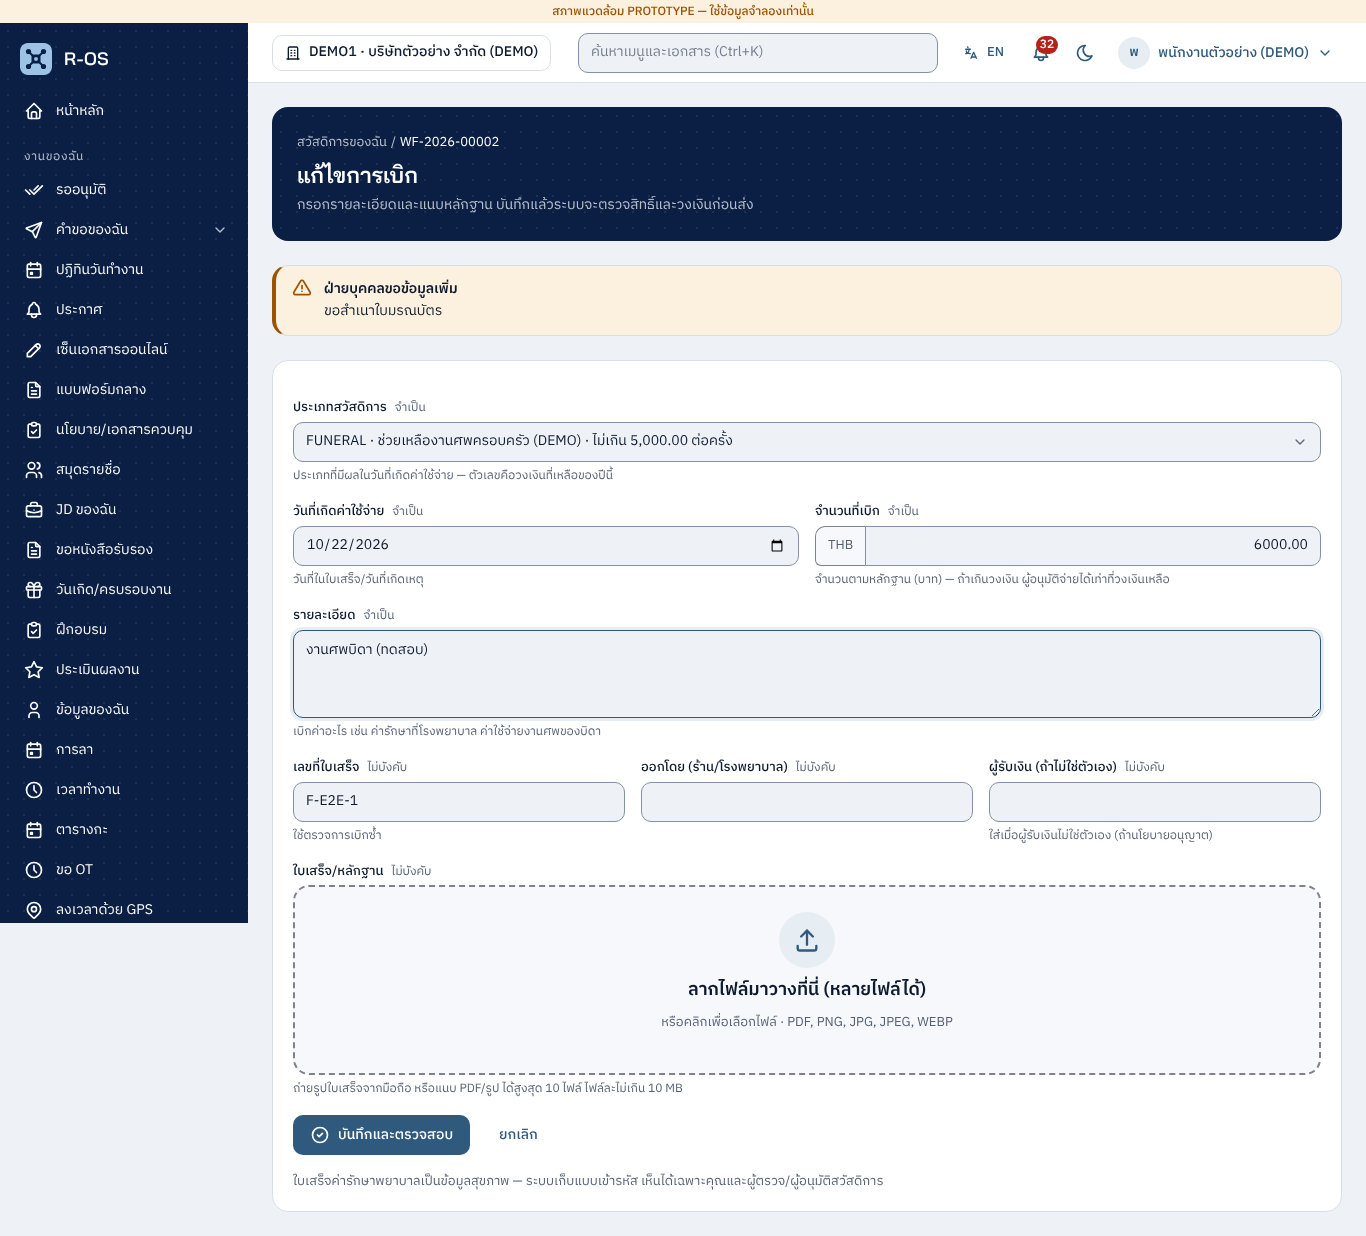 สภาพแวดล้อม PROTOTYPE — ใช้ข้อมูลจำลองเท่านั้น
R-OS
DEMO1 · บริษัทตัวอย่าง จำกัด (DEMO)
ค้นหาเมนูและเอกสาร (Ctrl+K)
EN
32
พ
พนักงานตัวอย่าง (DEMO)
หน้าหลัก
งานของฉัน
รออนุมัติ
คำขอของฉัน
ปฏิทินวันทำงาน
ประกาศ
เซ็นเอกสารออนไลน์
แบบฟอร์มกลาง
นโยบาย/เอกสารควบคุม
สมุดรายชื่อ
JD ของฉัน
ขอหนังสือรับรอง
วันเกิด/ครบรอบงาน
ฝึกอบรม
ประเมินผลงาน
ข้อมูลของฉัน
การลา
เวลาทำงาน
ตารางกะ
ขอ OT
ลงเวลาด้วย GPS
สวัสดิการของฉัน / WF-2026-00002
แก้ไขการเบิก
กรอกรายละเอียดและแนบหลักฐาน บันทึกแล้วระบบจะตรวจสิทธิ์และวงเงินก่อนส่ง
ฝ่ายบุคคลขอข้อมูลเพิ่ม
ขอสำเนาใบมรณบัตร
ประเภทสวัสดิการ จำเป็น
FUNERAL · ช่วยเหลืองานศพครอบครัว (DEMO) · ไม่เกิน 5,000.00 ต่อครั้ง
ประเภทที่มีผลในวันที่เกิดค่าใช้จ่าย — ตัวเลขคือวงเงินที่เหลือของปีนี้
วันที่เกิดค่าใช้จ่าย จำเป็น
10/22/2026
วันที่ในใบเสร็จ/วันที่เกิดเหตุ
จำนวนที่เบิก จำเป็น
THB 6000.00
จำนวนตามหลักฐาน (บาท) — ถ้าเกินวงเงิน ผู้อนุมัติจ่ายได้เท่าที่วงเงินเหลือ
รายละเอียด จำเป็น
งานศพบิดา (ทดสอบ)
เบิกค่าอะไร เช่น ค่ารักษาที่โรงพยาบาล ค่าใช้จ่ายงานศพของบิดา
เลขที่ใบเสร็จ ไม่บังคับ
F-E2E-1
ใช้ตรวจการเบิกซ้ำ
ออกโดย (ร้าน/โรงพยาบาล) ไม่บังคับ
ผู้รับเงิน (ถ้าไม่ใช่ตัวเอง) ไม่บังคับ
ใส่เมื่อผู้รับเงินไม่ใช่ตัวเอง (ถ้านโยบายอนุญาต)
ใบเสร็จ/หลักฐาน ไม่บังคับ
ลากไฟล์มาวางที่นี่ (หลายไฟล์ได้)
หรือคลิกเพื่อเลือกไฟล์ · PDF, PNG, JPG, JPEG, WEBP
ถ่ายรูปใบเสร็จจากมือถือ หรือแนบ PDF/รูป ได้สูงสุด 10 ไฟล์ ไฟล์ละไม่เกิน 10 MB
บันทึกและตรวจสอบ
ยกเลิก
ใบเสร็จค่ารักษาพยาบาลเป็นข้อมูลสุขภาพ — ระบบเก็บแบบเข้ารหัส เห็นได้เฉพาะคุณและผู้ตรวจ/ผู้อนุมัติสวัสดิการ